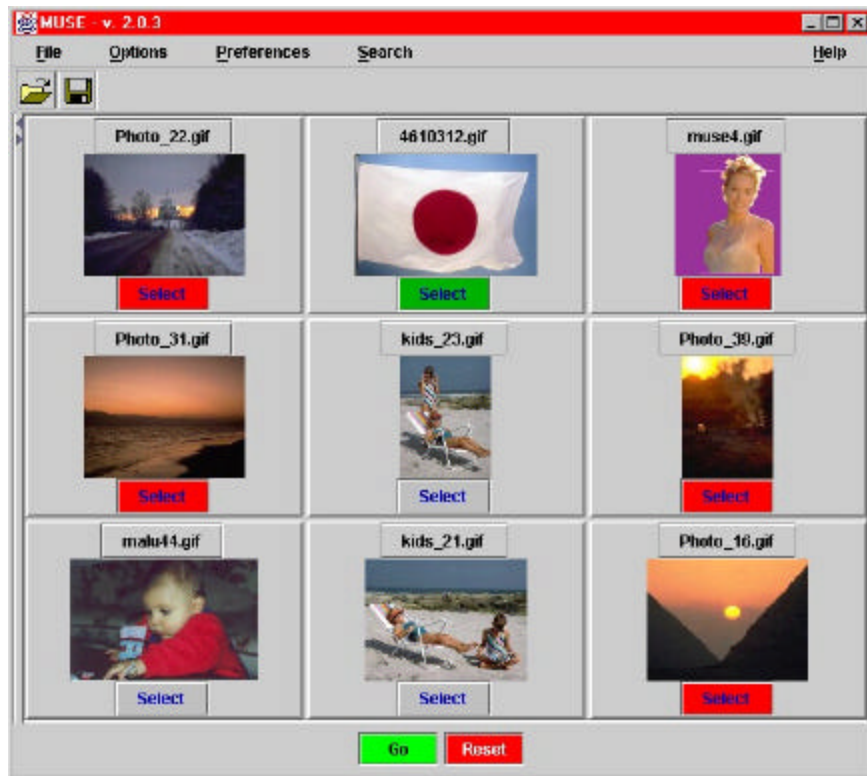 MUSE - v. 2.0.3
File Options Preferences Search Help
Photo_22.gif 4610312.gif muse4.gif
Select Select Select
Photo_31.gif kids_23.gif Photo_39.gif
Select Select Select
malu44.gif kids_21.gif Photo_16.gif
Select Select Select
Go Reset